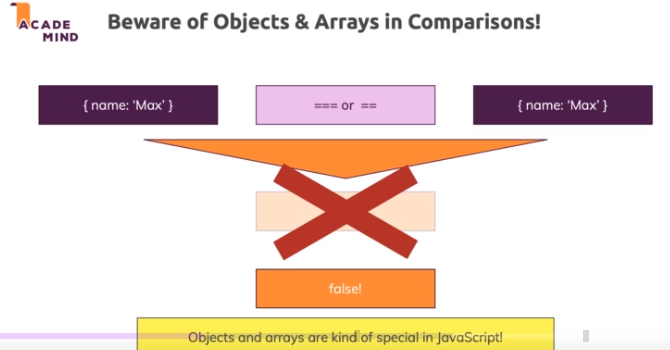 ACADE
MIND
Beware of Objects & Arrays in Comparisons!
{ name: ‘Max’ }
=== or ==
{ name: ‘Max’ }
false!
Objects and arrays are kind of special in JavaScript!